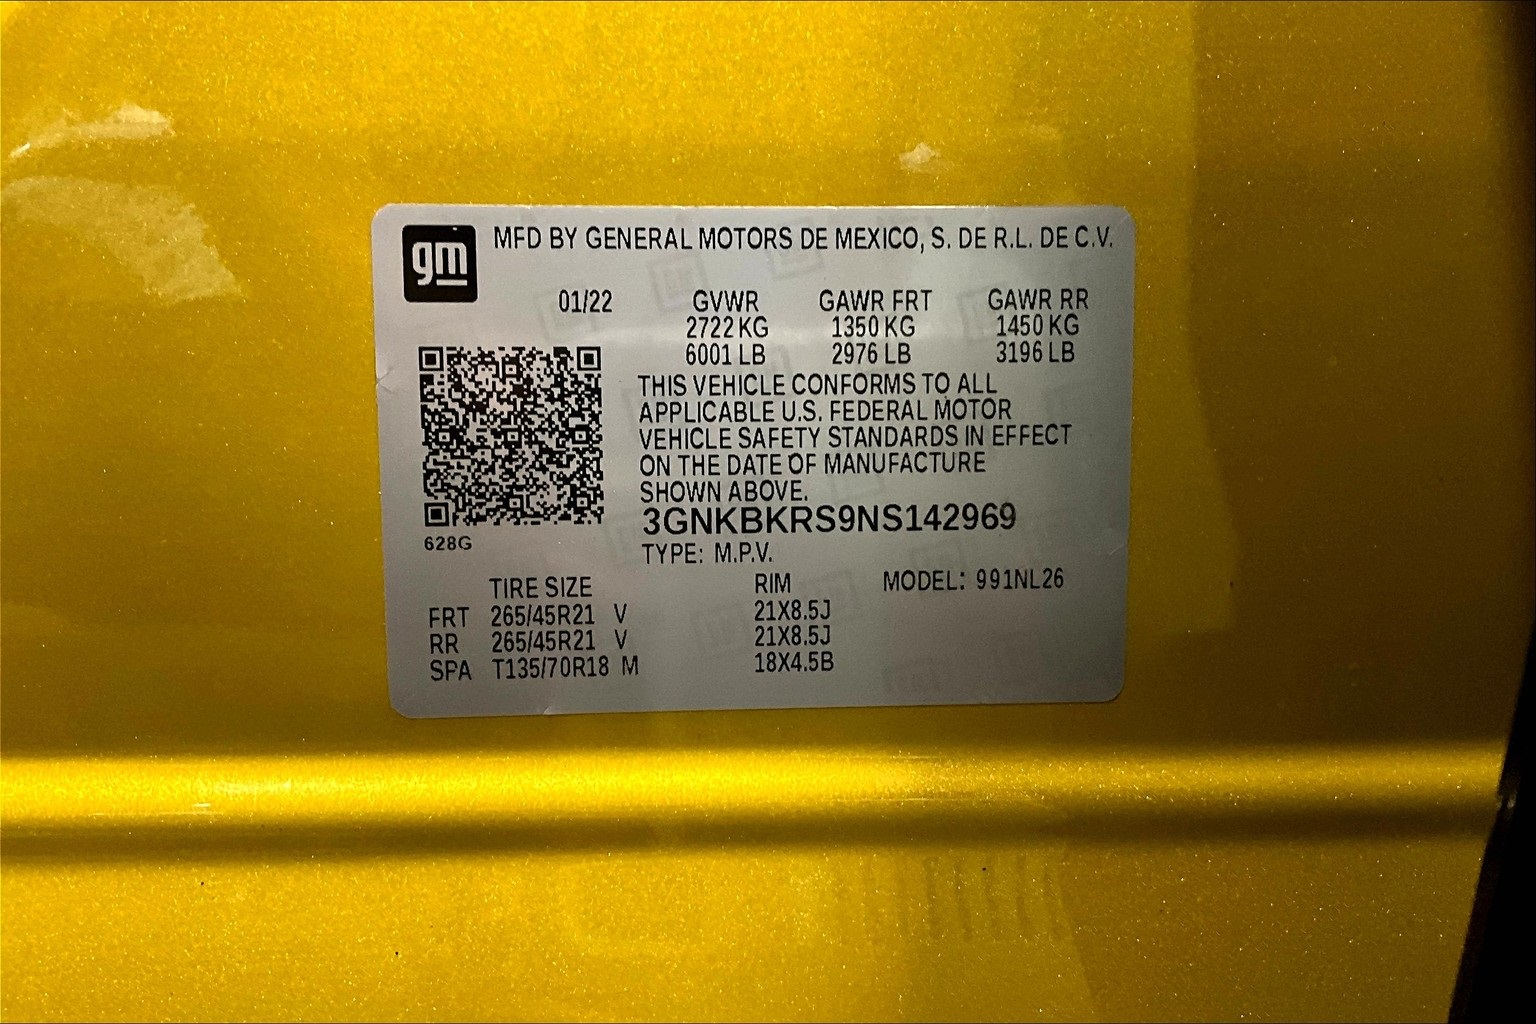 gm
MFD BY GENERAL MOTORS DE MEXICO, S. DE R.L. DE C.V.
01/22 GVWR GAWR FRT GAWR RR
2722 KG 1350 KG 1450 KG
6001 LB 2976 LB 3196 LB
THIS VEHICLE CONFORMS TO ALL
APPLICABLE U.S. FEDERAL MOTOR
VEHICLE SAFETY STANDARDS IN EFFECT
ON THE DATE OF MANUFACTURE
SHOWN ABOVE.
3GNKBKRS9NS142969
628G
TYPE: M.P.V.
TIRE SIZE RIM MODEL: 991NL26
FRT 265/45R21 V 21X8.5J
RR 265/45R21 V 21X8.5J
SPA T135/70R18 M 18X4.5B